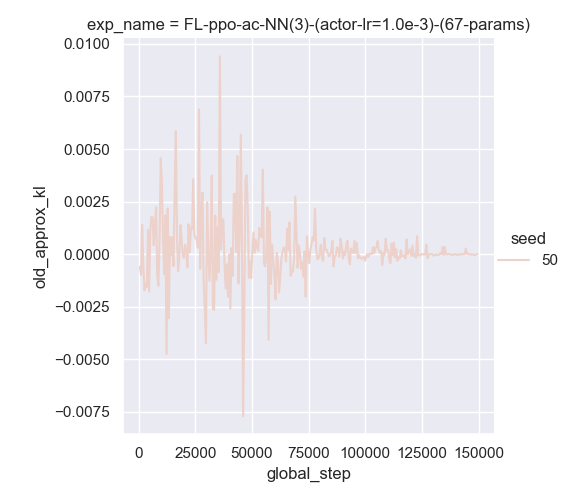 exp_name = FL-ppo-ac-NN(3)-(actor-lr=1.0e-3)-(67-params)
0.0100
0.0075
0.0050
0.0025
0.0000
−0.0025
−0.0050
−0.0075
old_approx_kl
seed
50
0 25000 50000 75000 100000 125000 150000
global_step